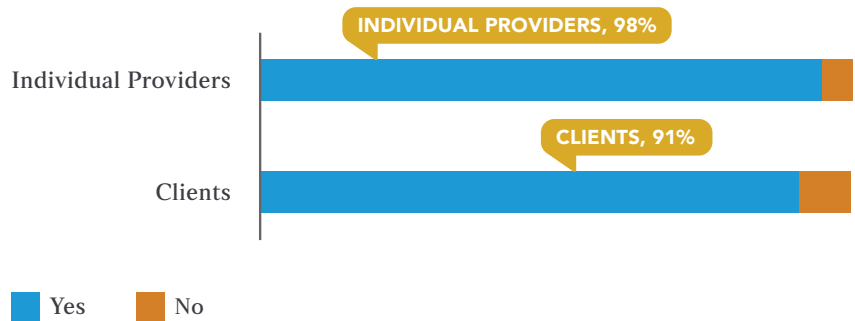 INDIVIDUAL PROVIDERS, 98%
Individual Providers
CLIENTS, 91%
Clients
Yes
No